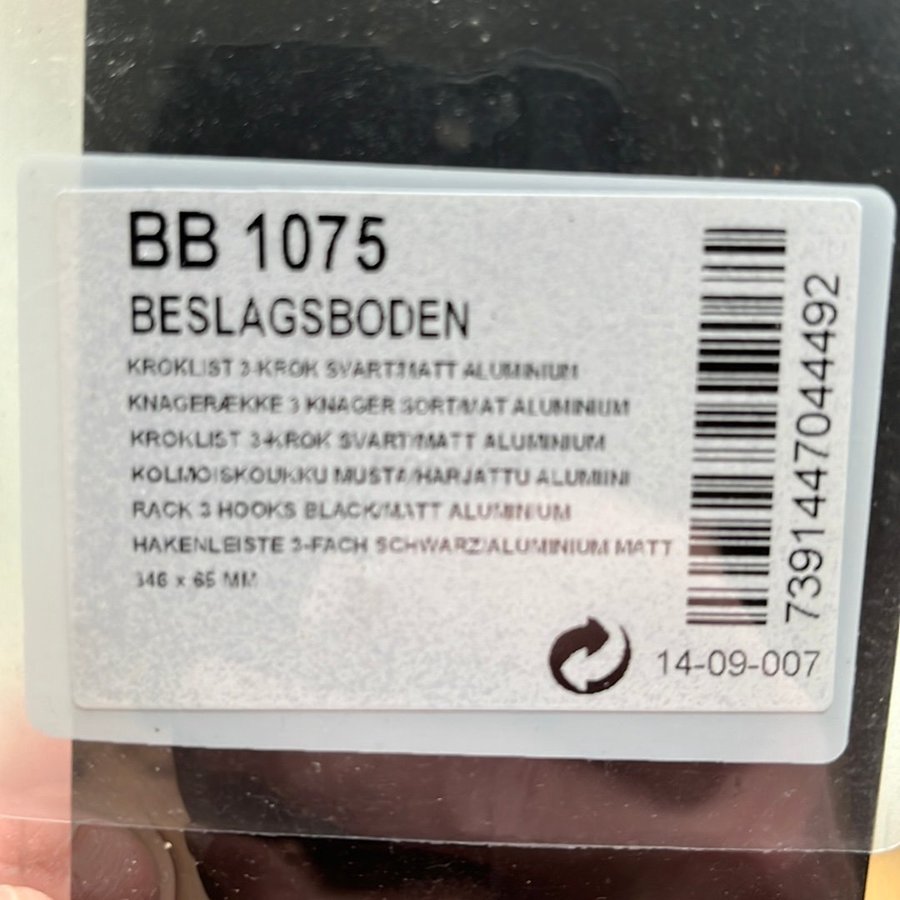 BB 1075
BESLAGSBODEN
KROKLIST 3-KROK SVART/MATT ALUMINIUM
KNAGERÆKKE 3 KNAGER SORT/MAT ALUMINIUM
KROKLIST 3-KROK SVART/MATT ALUMINIUM
KOLMOISKOUKKU MUSTA/HARJATTU ALUMIINI
RACK 3 HOOKS BLACK/MATT ALUMINIUM
HAKENLEISTE 3-FACH SCHWARZ/ALUMINIUM MATT
346 x 65 MM
7391447044492
14-09-007